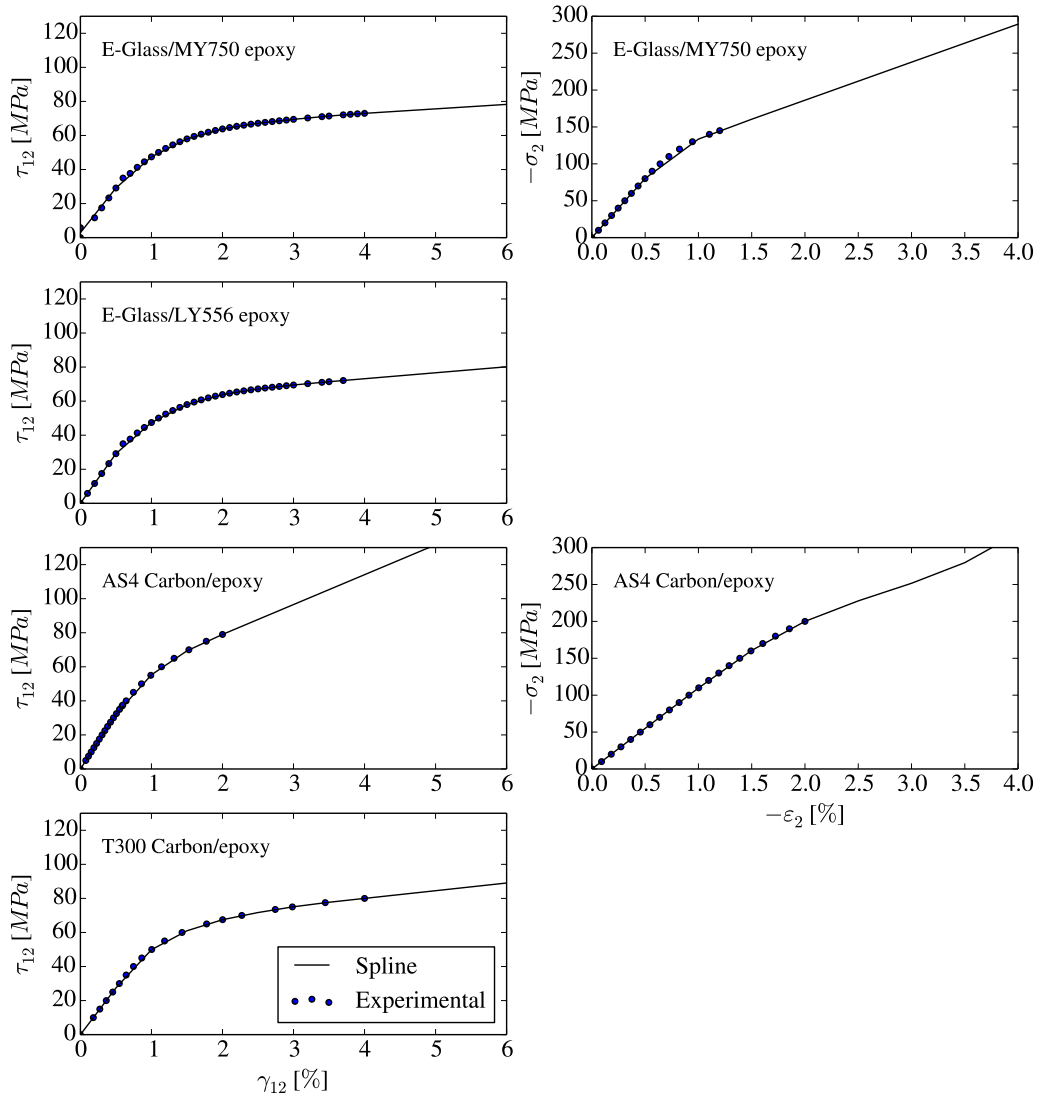 E-Glass/MY750 epoxy
τ12 [MPa]
120
100
80
60
40
20
0
0 1 2 3 4 5 6
E-Glass/MY750 epoxy
−σ2 [MPa]
300
250
200
150
100
50
0
0.0 0.5 1.0 1.5 2.0 2.5 3.0 3.5 4.0
E-Glass/LY556 epoxy
τ12 [MPa]
120
100
80
60
40
20
0
0 1 2 3 4 5 6
AS4 Carbon/epoxy
τ12 [MPa]
120
100
80
60
40
20
0
0 1 2 3 4 5 6
AS4 Carbon/epoxy
−σ2 [MPa]
300
250
200
150
100
50
0
0.0 0.5 1.0 1.5 2.0 2.5 3.0 3.5 4.0
−ε2 [%]
T300 Carbon/epoxy
τ12 [MPa]
120
100
80
60
40
20
0
Spline
Experimental
0 1 2 3 4 5 6
γ12 [%]